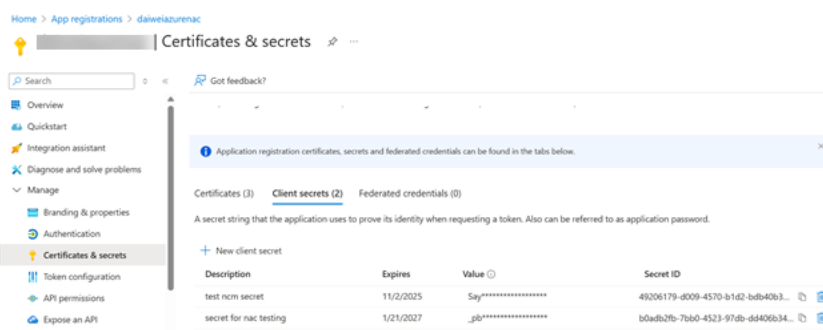 Home > App registrations > daiweiazurenac
| Certificates & secrets ...
Search
Got feedback?
Overview
Quickstart
Integration assistant
Diagnose and solve problems
Manage
Branding & properties
Authentication
Certificates & secrets
Token configuration
API permissions
Expose an API
Application registration certificates, secrets and federated credentials can be found in the tabs below.
Certificates (3) Client secrets (2) Federated credentials (0)
A secret string that the application uses to prove its identity when requesting a token. Also can be referred to as application password.
New client secret
Description Expires Value Secret ID
test ncm secret 11/2/2025 Say****************** 49206179-d009-4570-b1d2-bdb40b3...
secret for nac testing 1/21/2027 _pb****************** b0adb2fb-7bb0-4523-97db-dd406b34...